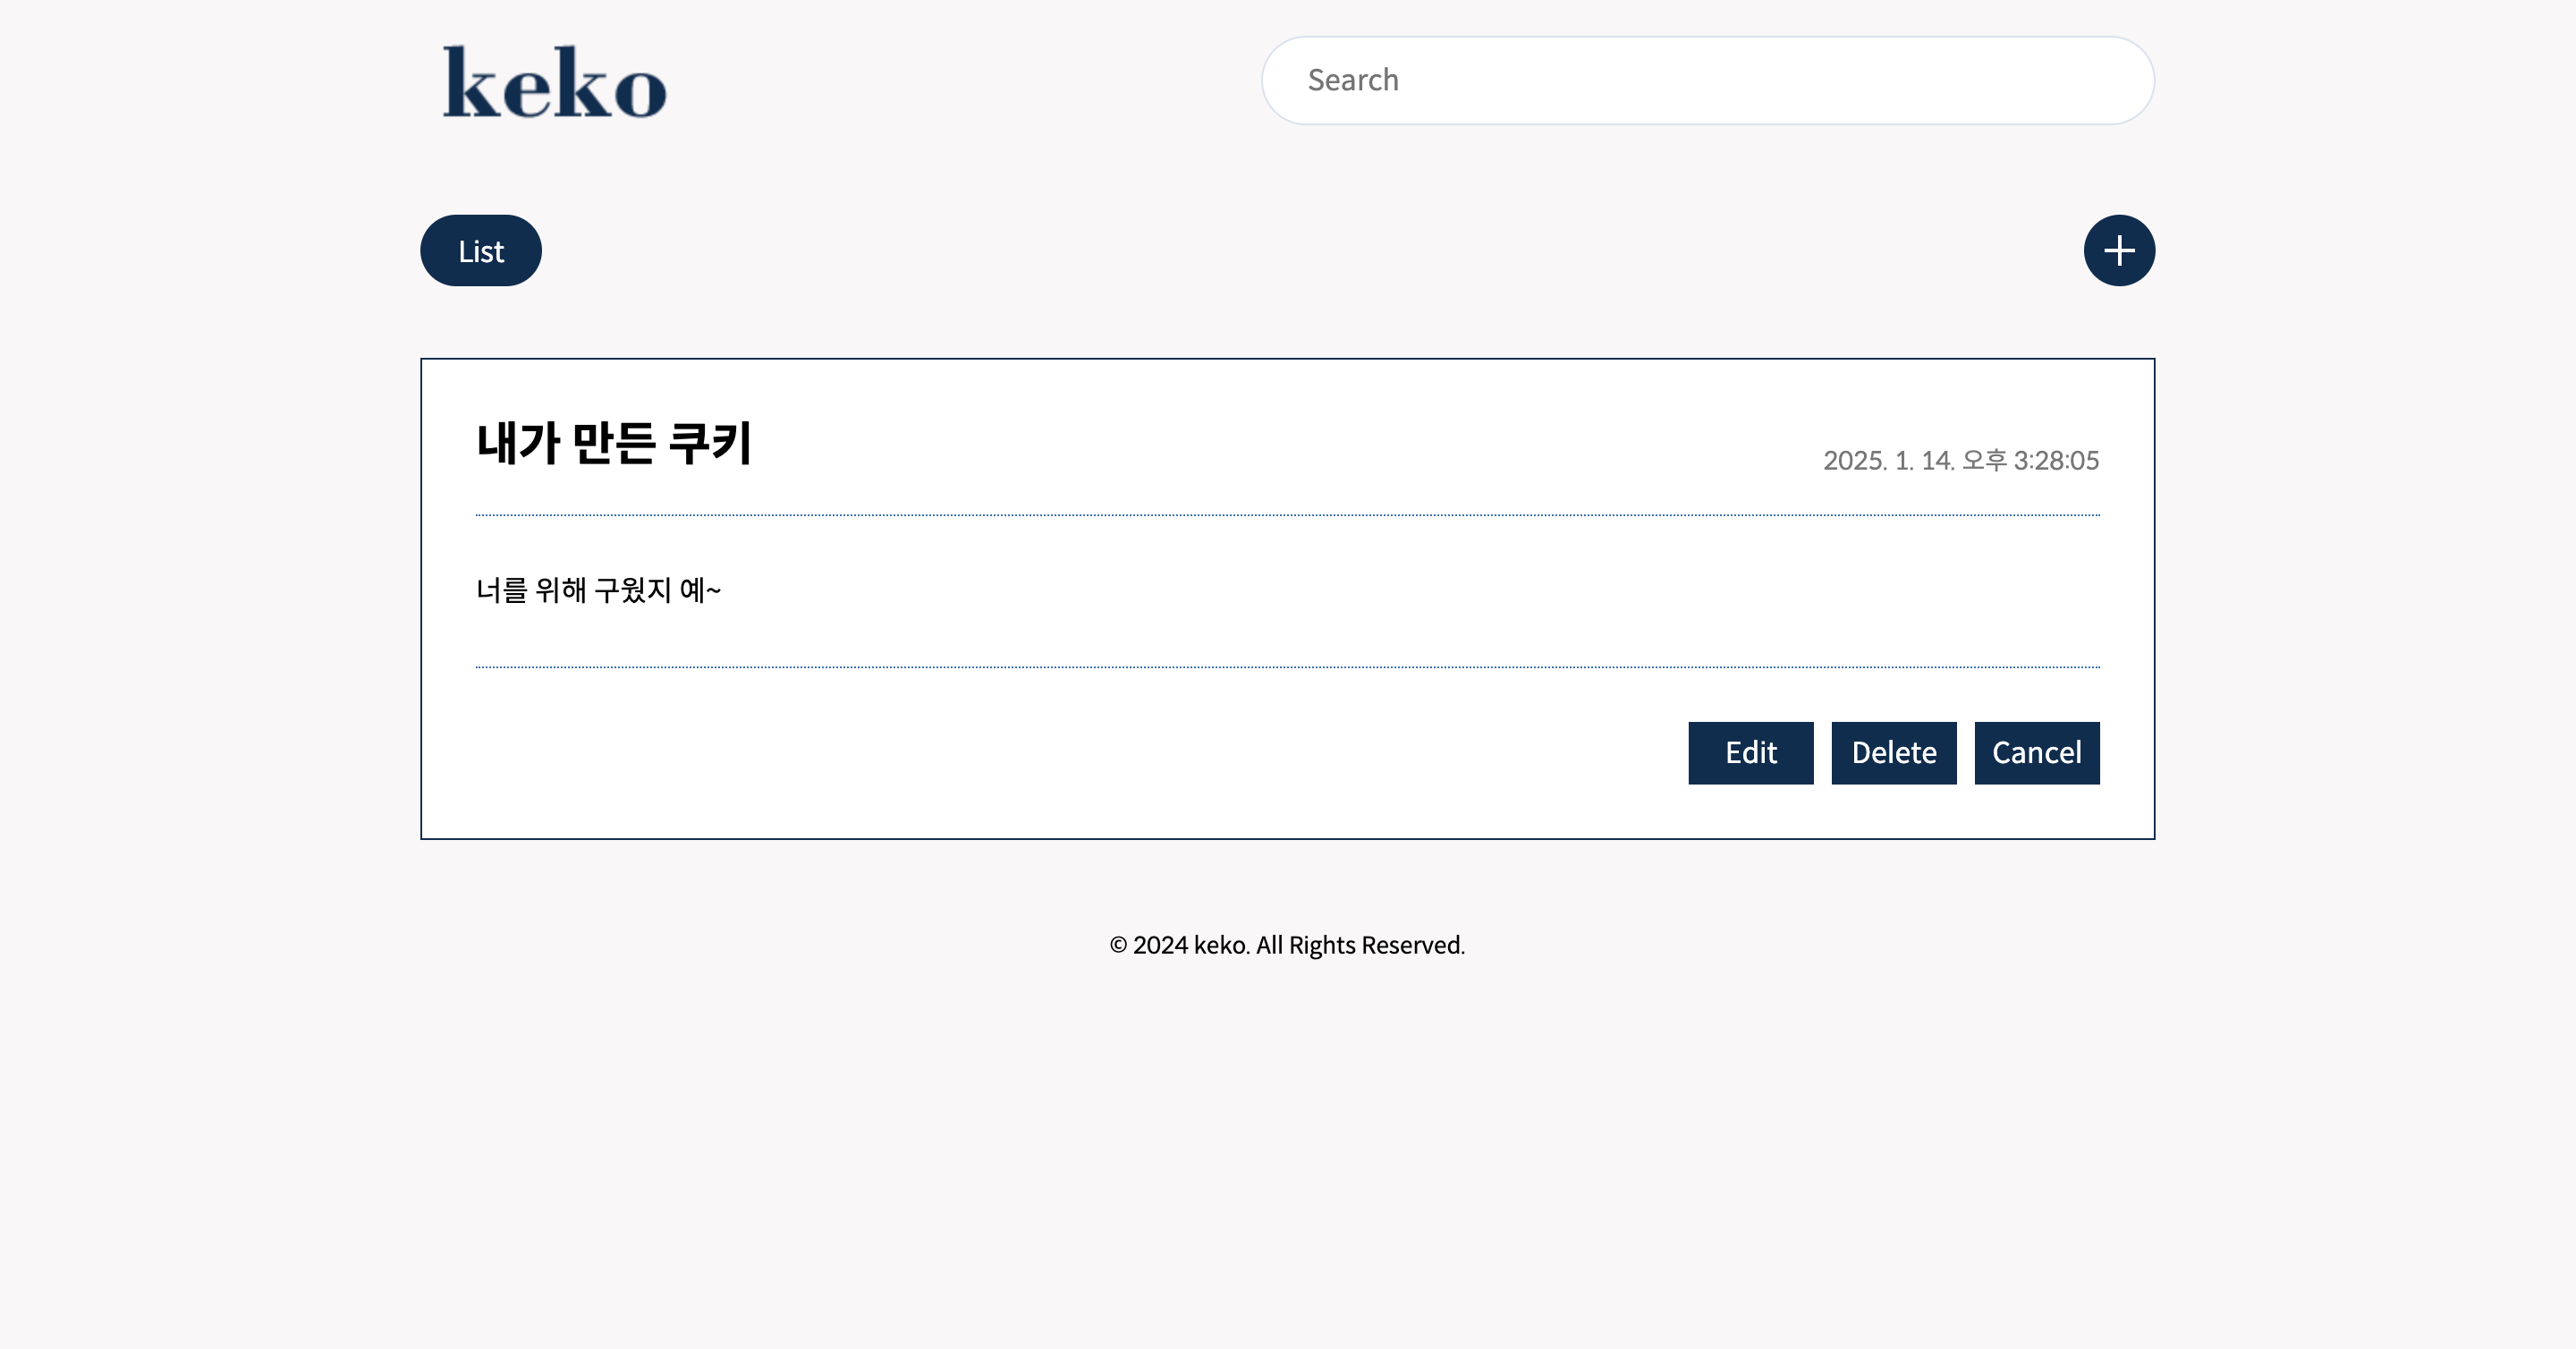 keko
Search
List
내가 만든 쿠키
2025. 1. 14. 오후 3:28:05
너를 위해 구웠지 예~
Edit
Delete
Cancel
© 2024 keko. All Rights Reserved.